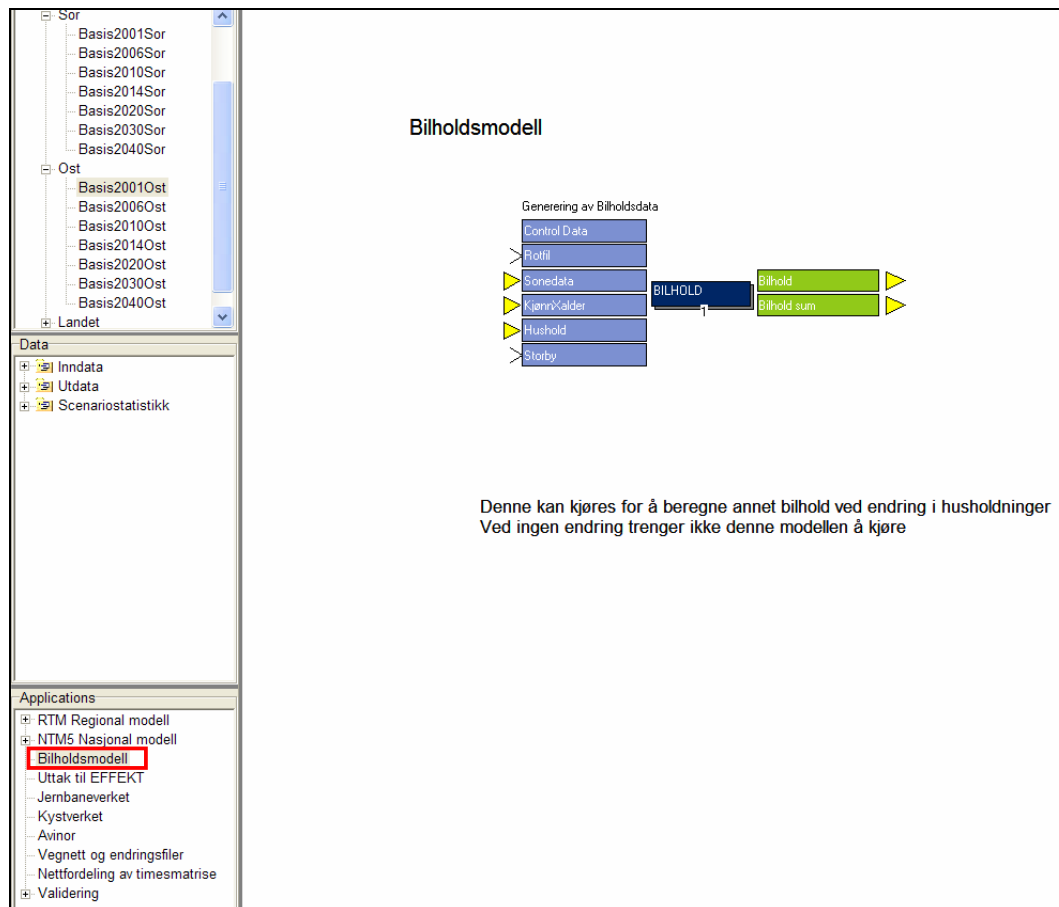 Sor
Basis2001Sor
Basis2006Sor
Basis2010Sor
Basis2014Sor
Basis2020Sor
Basis2030Sor
Basis2040Sor
Ost
Basis2001Ost
Basis2006Ost
Basis2010Ost
Basis2014Ost
Basis2020Ost
Basis2030Ost
Basis2040Ost
Landet
Data
Inndata
Utdata
Scenariostatistikk
Applications
RTM Regional modell
NTM5 Nasjonal modell
Bilholdsmodell
Uttak til EFFEKT
Jernbaneverket
Kystverket
Avinor
Vegnett og endringsfiler
Nettfordeling av timesmatrise
Validering
Bilholdsmodell
Generering av Bilholdsdata
Control Data
Rotfil
Sonedata
KjønnXalder
Hushold
Storby
BILHOLD
1
Bilhold
Bilhold sum
Denne kan kjøres for å beregne annet bilhold ved endring i husholdninger
Ved ingen endring trenger ikke denne modellen å kjøre